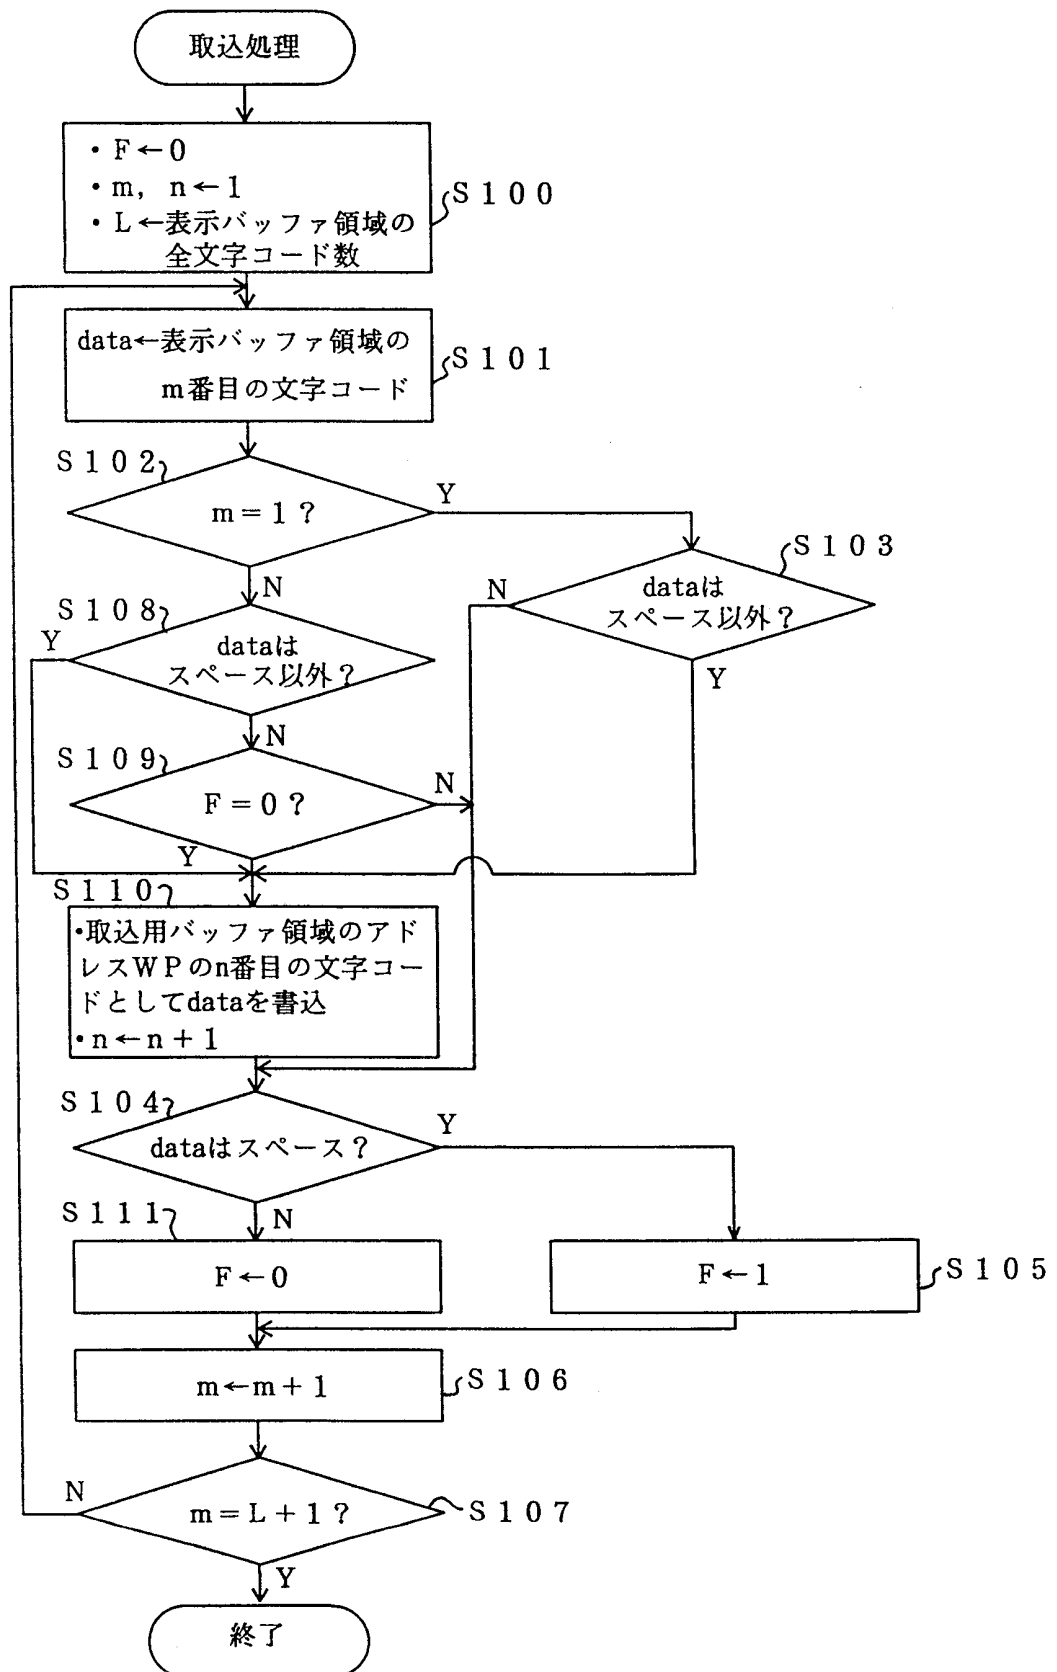 取込処理
・F←0
・m, n←1
・L←表示バッファ領域の
全文字コード数
S100
data←表示バッファ領域の
m番目の文字コード
S101
S102
m=1?
Y
N
S103
dataは
スペース以外?
N
Y
S108
Y
dataは
スペース以外?
N
S109
F=0?
N
Y
S110
・取込用バッファ領域のアド
レスWPのn番目の文字コー
ドとしてdataを書込
・n←n+1
S104
dataはスペース?
Y
N
S111
F←0
F←1
S105
m←m+1
S106
N
m=L+1?
S107
Y
終了